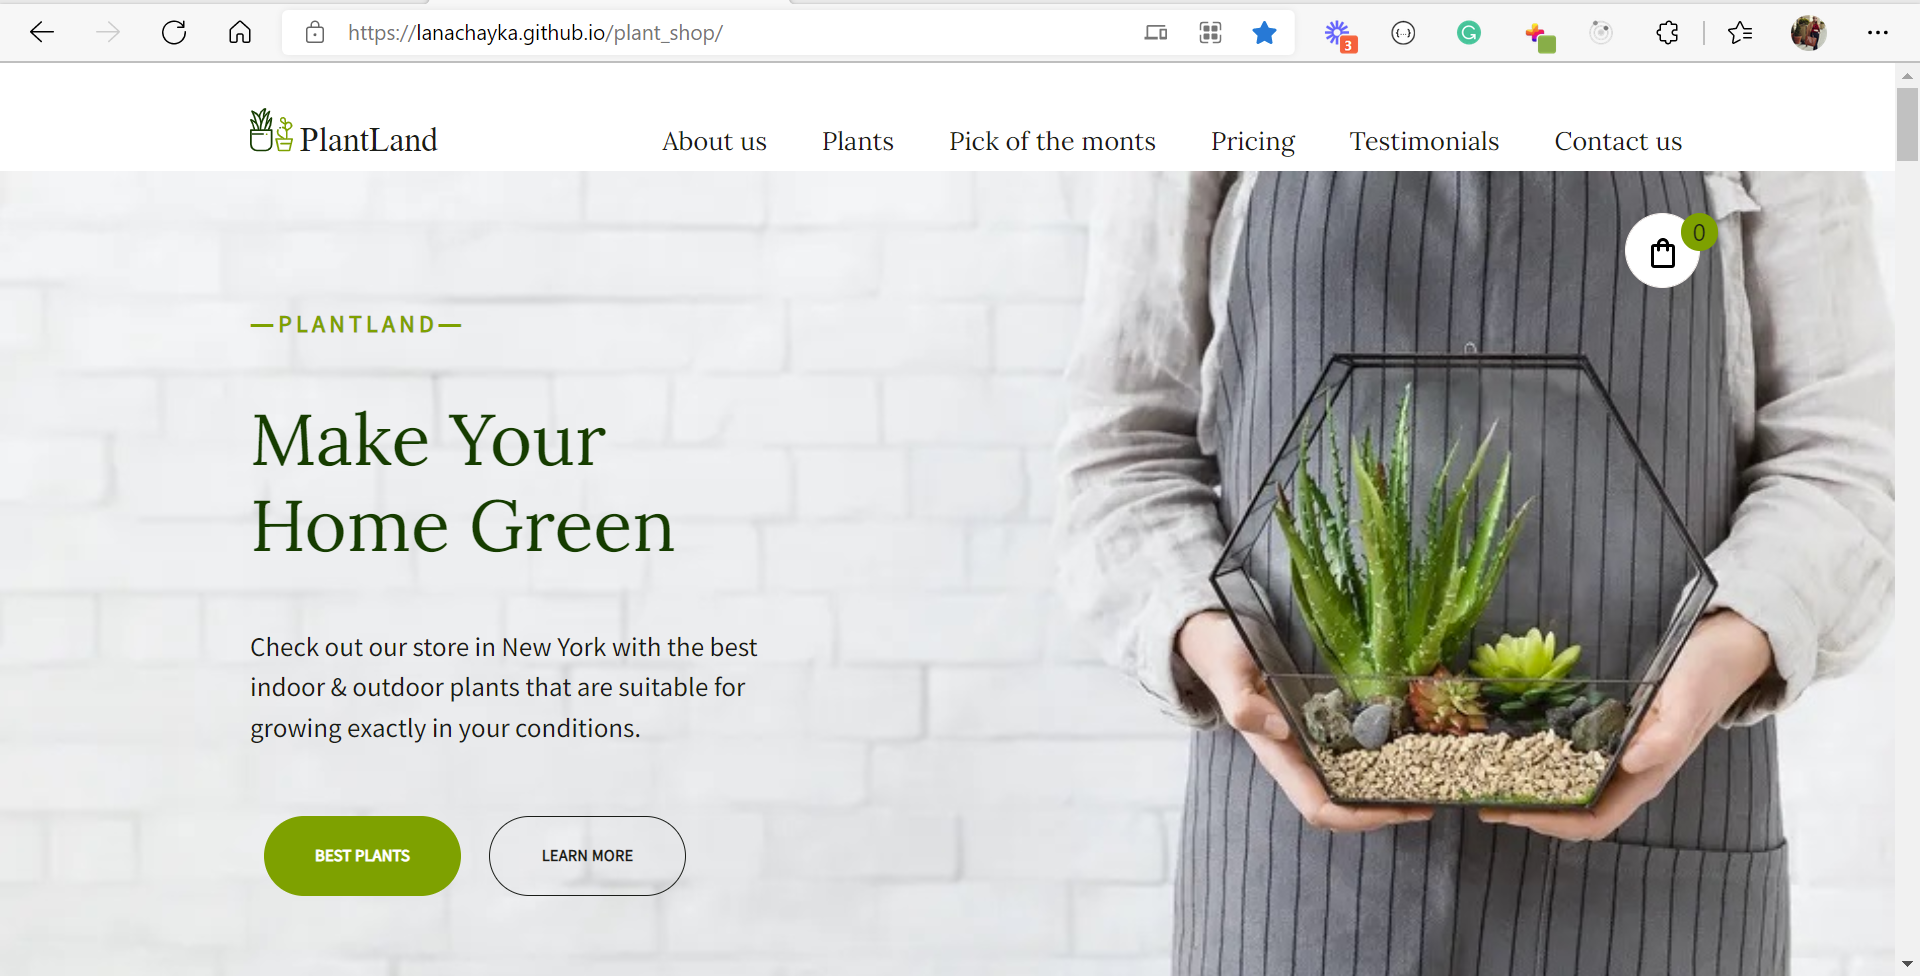 https://lanachayka.github.io/plant_shop/
3
PlantLand
About us
Plants
Pick of the monts
Pricing
Testimonials
Contact us
0
—PLANTLAND—
Make Your
Home Green
Check out our store in New York with the best
indoor & outdoor plants that are suitable for
growing exactly in your conditions.
BEST PLANTS
LEARN MORE